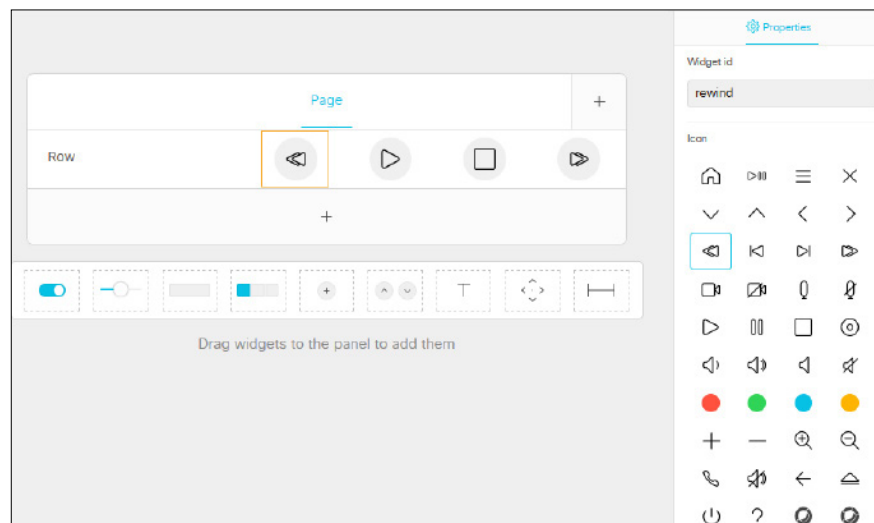 Properties
Widget id
rewind
Icon
Page
+
Row
+
Drag widgets to the panel to add them